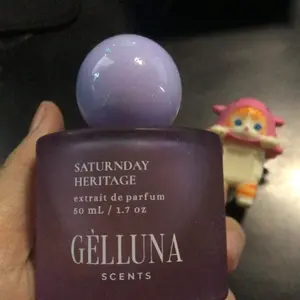 SATURNDAY
HERITAGE
extrait de parfum
50 mL / 1.7 oz
GÈLLUNA
SCENTS